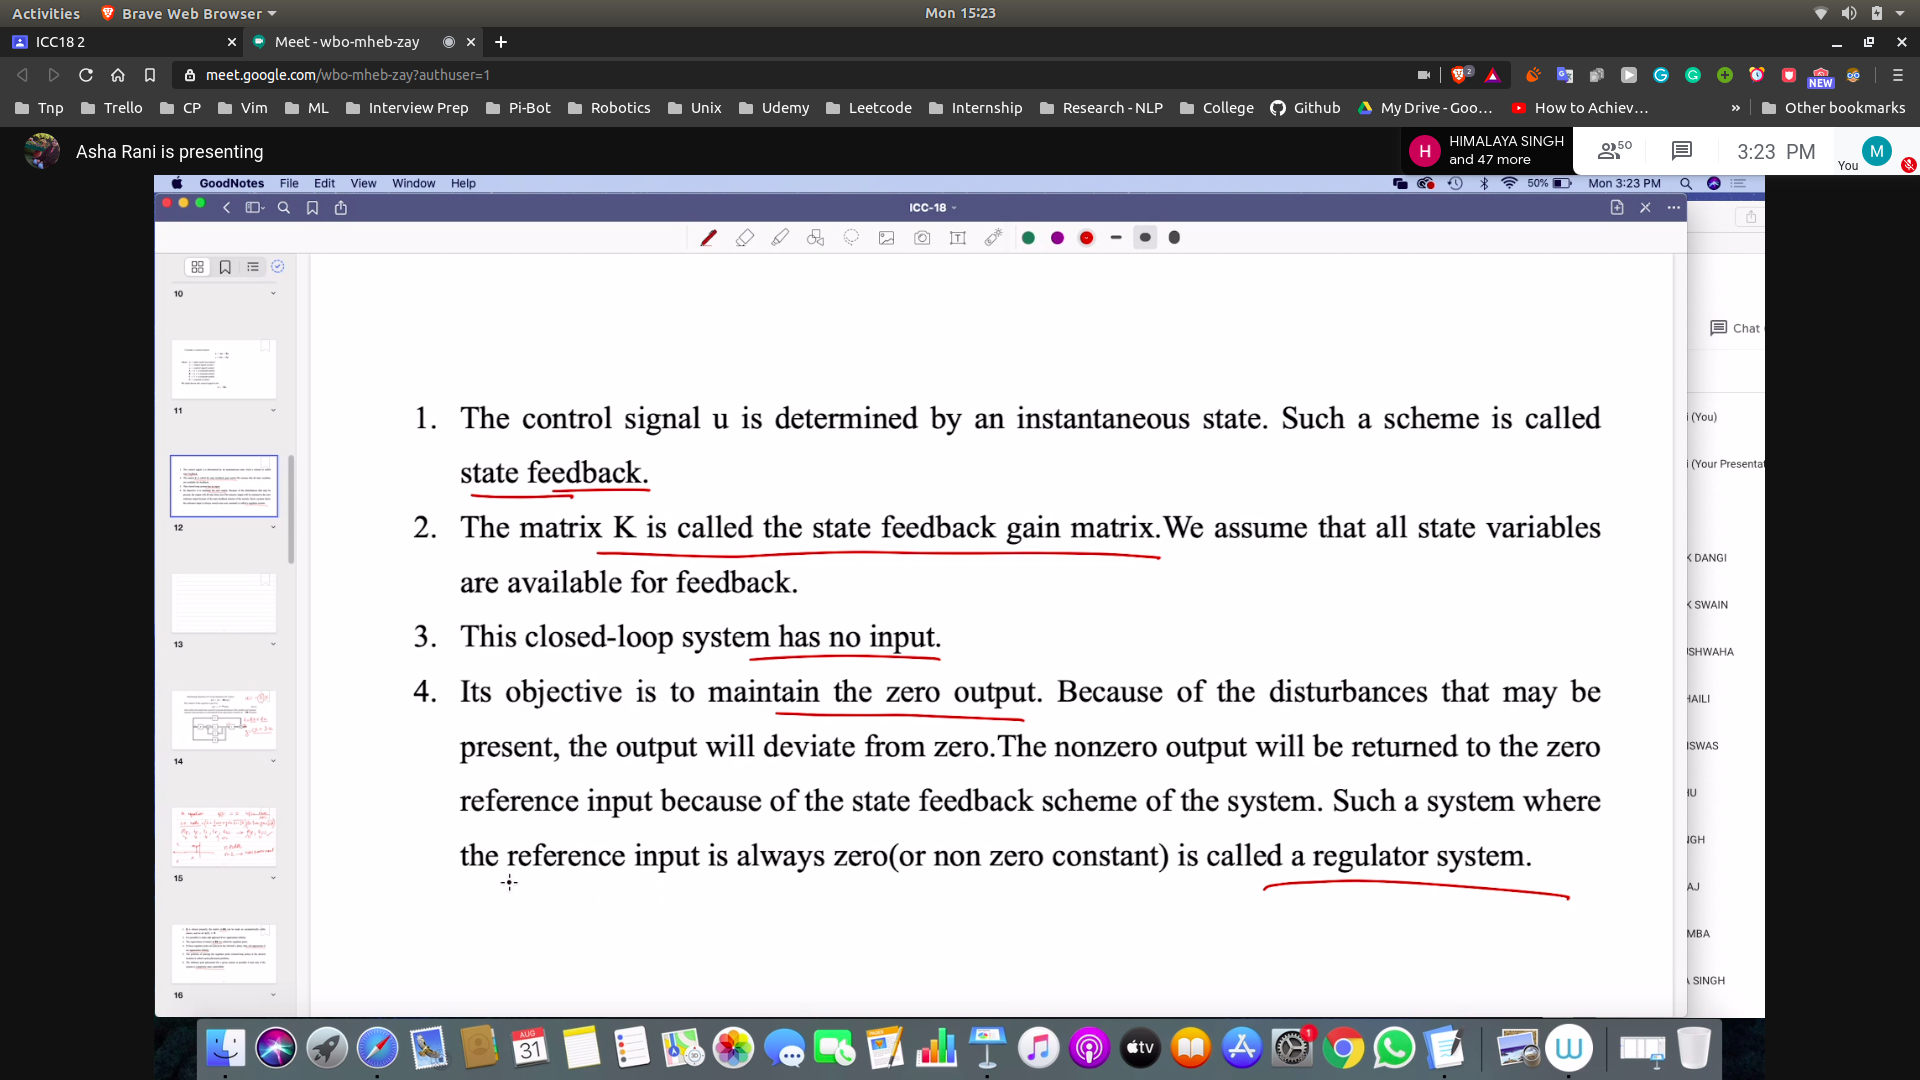 Activities Brave Web Browser Mon 15:23
ICC18 2 Meet - wbo-mheb-zay
meet.google.com/wbo-mheb-zay?authuser=1 2 NEW
Tnp Trello CP Vim ML Interview Prep Pi-Bot Robotics Unix Udemy Leetcode Internship Research - NLP College Github My Drive - Goo… How to Achiev… » Other bookmarks
Asha Rani is presenting
H HIMALAYA SINGH
and 47 more
50 3:23 PM You M
GoodNotes File Edit View Window Help 50% Mon 3:23 PM
ICC-18
10
11
12
13
14
15
16
1. The control signal u is determined by an instantaneous state. Such a scheme is called
state feedback.
2. The matrix K is called the state feedback gain matrix.We assume that all state variables
are available for feedback.
3. This closed-loop system has no input.
4. Its objective is to maintain the zero output. Because of the disturbances that may be
present, the output will deviate from zero.The nonzero output will be returned to the zero
reference input because of the state feedback scheme of the system. Such a system where
the reference input is always zero(or non zero constant) is called a regulator system.
Chat
i (You)
i (Your Presentat
K DANGI
K SWAIN
USHWAHA
HAILI
ISWAS
HU
NGH
AJ
MBA
A SINGH
AUG
31
3D
PAGES
tv
1